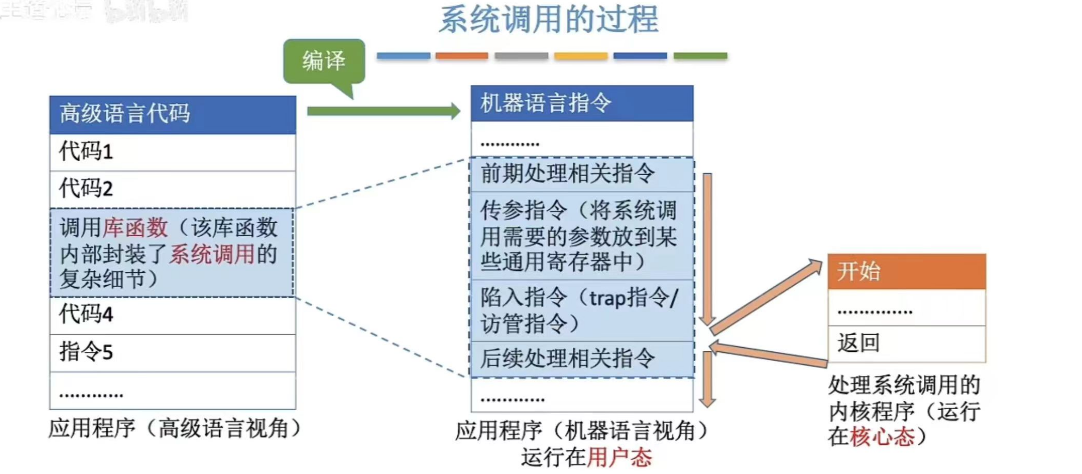 系统调用的过程
编译
高级语言代码
代码1
代码2
调用库函数（该库函数
内部封装了系统调用的
复杂细节）
代码4
指令5
............
应用程序（高级语言视角）
机器语言指令
............
前期处理相关指令
传参指令（将系统调
用需要的参数放到某
些通用寄存器中）
陷入指令（trap指令/
访管指令）
后续处理相关指令
............
应用程序（机器语言视角）
运行在用户态
开始
..............
返回
处理系统调用的
内核程序（运行
在核心态）